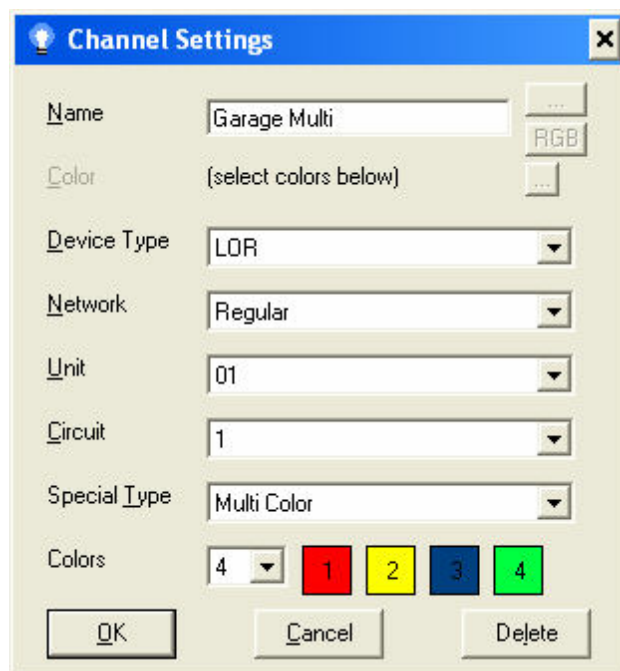 Channel Settings
Name Garage Multi ...
RGB
Color (select colors below) ...
Device Type LOR
Network Regular
Unit 01
Circuit 1
Special Type Multi Color
Colors 4 1 2 3 4
OK Cancel Delete